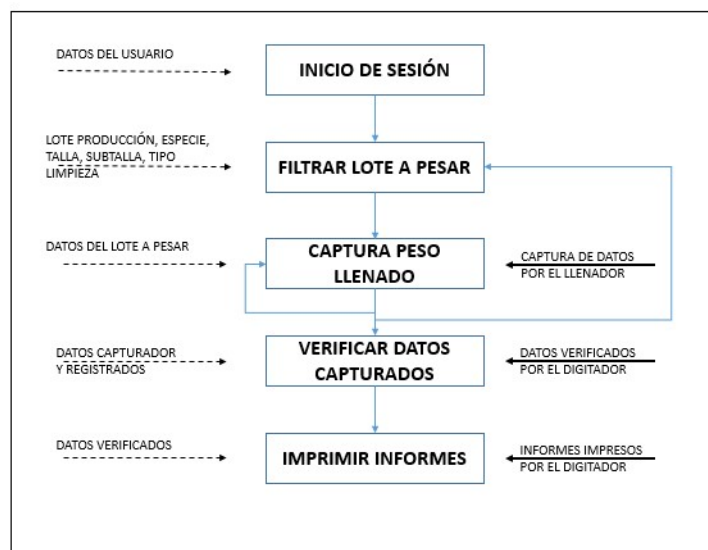 DATOS DEL USUARIO
INICIO DE SESIÓN
LOTE PRODUCCIÓN, ESPECIE,
TALLA, SUBTALLA, TIPO
LIMPIEZA
FILTRAR LOTE A PESAR
DATOS DEL LOTE A PESAR
CAPTURA PESO
LLENADO
CAPTURA DE DATOS
POR EL LLENADOR
DATOS CAPTURADOR
Y REGISTRADOS
VERIFICAR DATOS
CAPTURADOS
DATOS VERIFICADOS
POR EL DIGITADOR
DATOS VERIFICADOS
IMPRIMIR INFORMES
INFORMES IMPRESOS
POR EL DIGITADOR